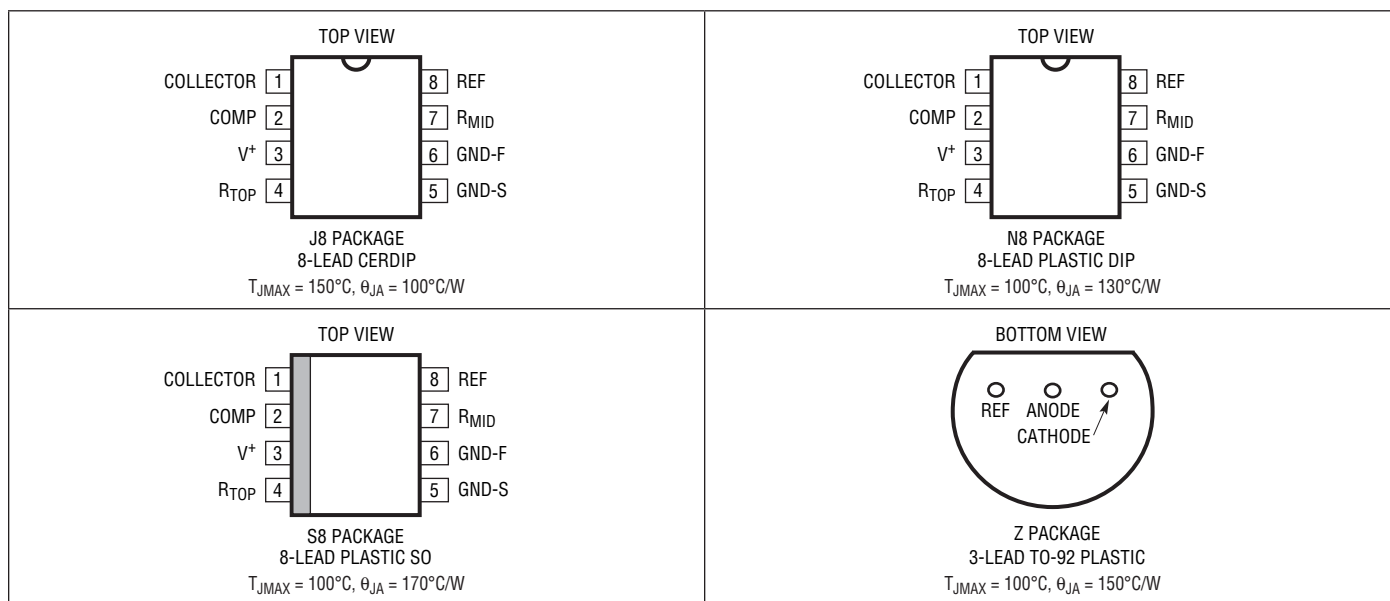 TOP VIEW
COLLECTOR 1 8 REF
COMP 2 7 RMID
V+ 3 6 GND-F
RTOP 4 5 GND-S
J8 PACKAGE
8-LEAD CERDIP
TJMAX = 150°C, θJA = 100°C/W
TOP VIEW
COLLECTOR 1 8 REF
COMP 2 7 RMID
V+ 3 6 GND-F
RTOP 4 5 GND-S
N8 PACKAGE
8-LEAD PLASTIC DIP
TJMAX = 100°C, θJA = 130°C/W
TOP VIEW
COLLECTOR 1 8 REF
COMP 2 7 RMID
V+ 3 6 GND-F
RTOP 4 5 GND-S
S8 PACKAGE
8-LEAD PLASTIC SO
TJMAX = 100°C, θJA = 170°C/W
BOTTOM VIEW
REF ANODE
CATHODE
Z PACKAGE
3-LEAD TO-92 PLASTIC
TJMAX = 100°C, θJA = 150°C/W